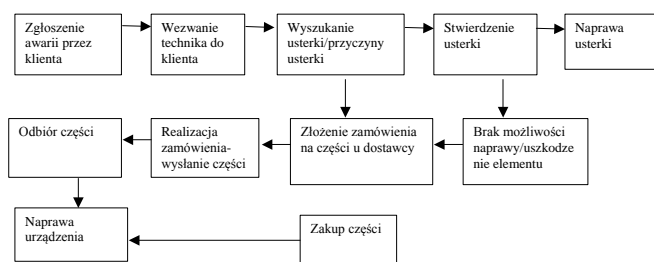 Zgłoszenie
awarii przez
klienta
Wezwanie
technika do
klienta
Wyszukanie
usterki/przyczyny
usterki
Stwierdzenie
usterki
Naprawa
usterki
Odbiór części
Realizacja
zamówienia-
wysłanie części
Złożenie zamówienia
na części u dostawcy
Brak możliwości
naprawy/uszkodze
nie elementu
Naprawa
urządzenia
Zakup części